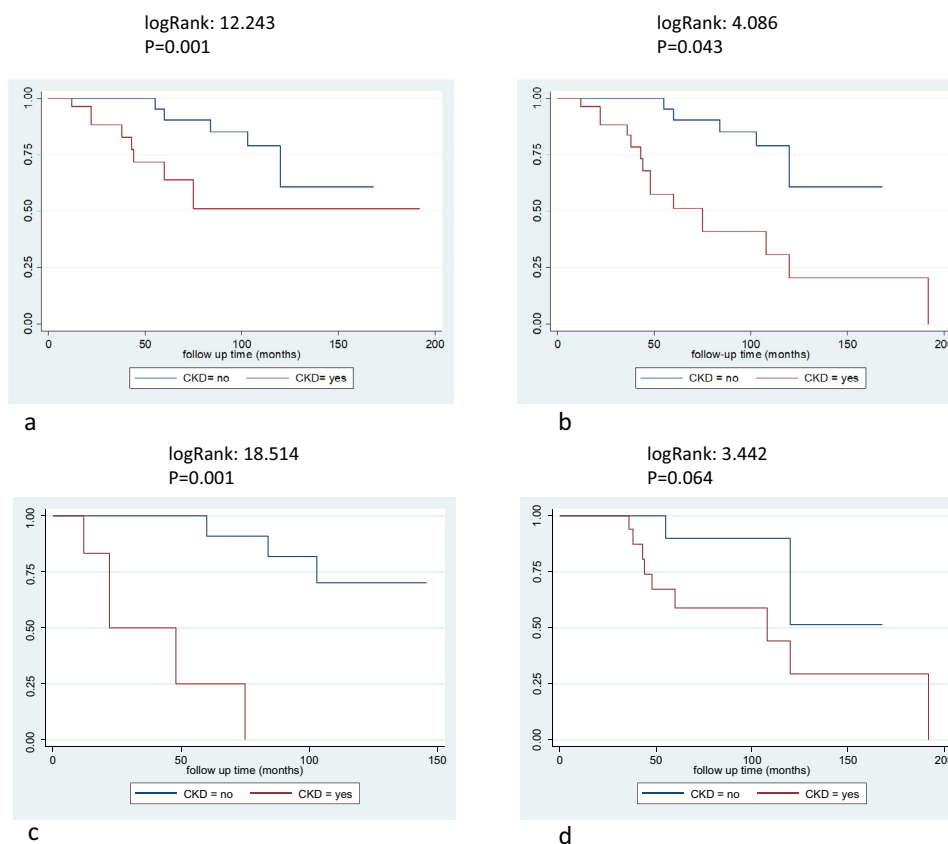 logRank: 12.243
P=0.001
1.00
0.75
0.50
0.25
0.00
0 50 100 150 200
follow up time (months)
CKD= no CKD= yes
a
logRank: 4.086
P=0.043
1.00
0.75
0.50
0.25
0.00
0 50 100 150 200
follow-up time (months)
CKD = no CKD = yes
b
logRank: 18.514
P=0.001
1.00
0.75
0.50
0.25
0.00
0 50 100 150
follow up time (months)
CKD = no CKD = yes
c
logRank: 3.442
P=0.064
1.00
0.75
0.50
0.25
0.00
0 50 100 150 200
follow up time (months)
CKD = no CKD = yes
d